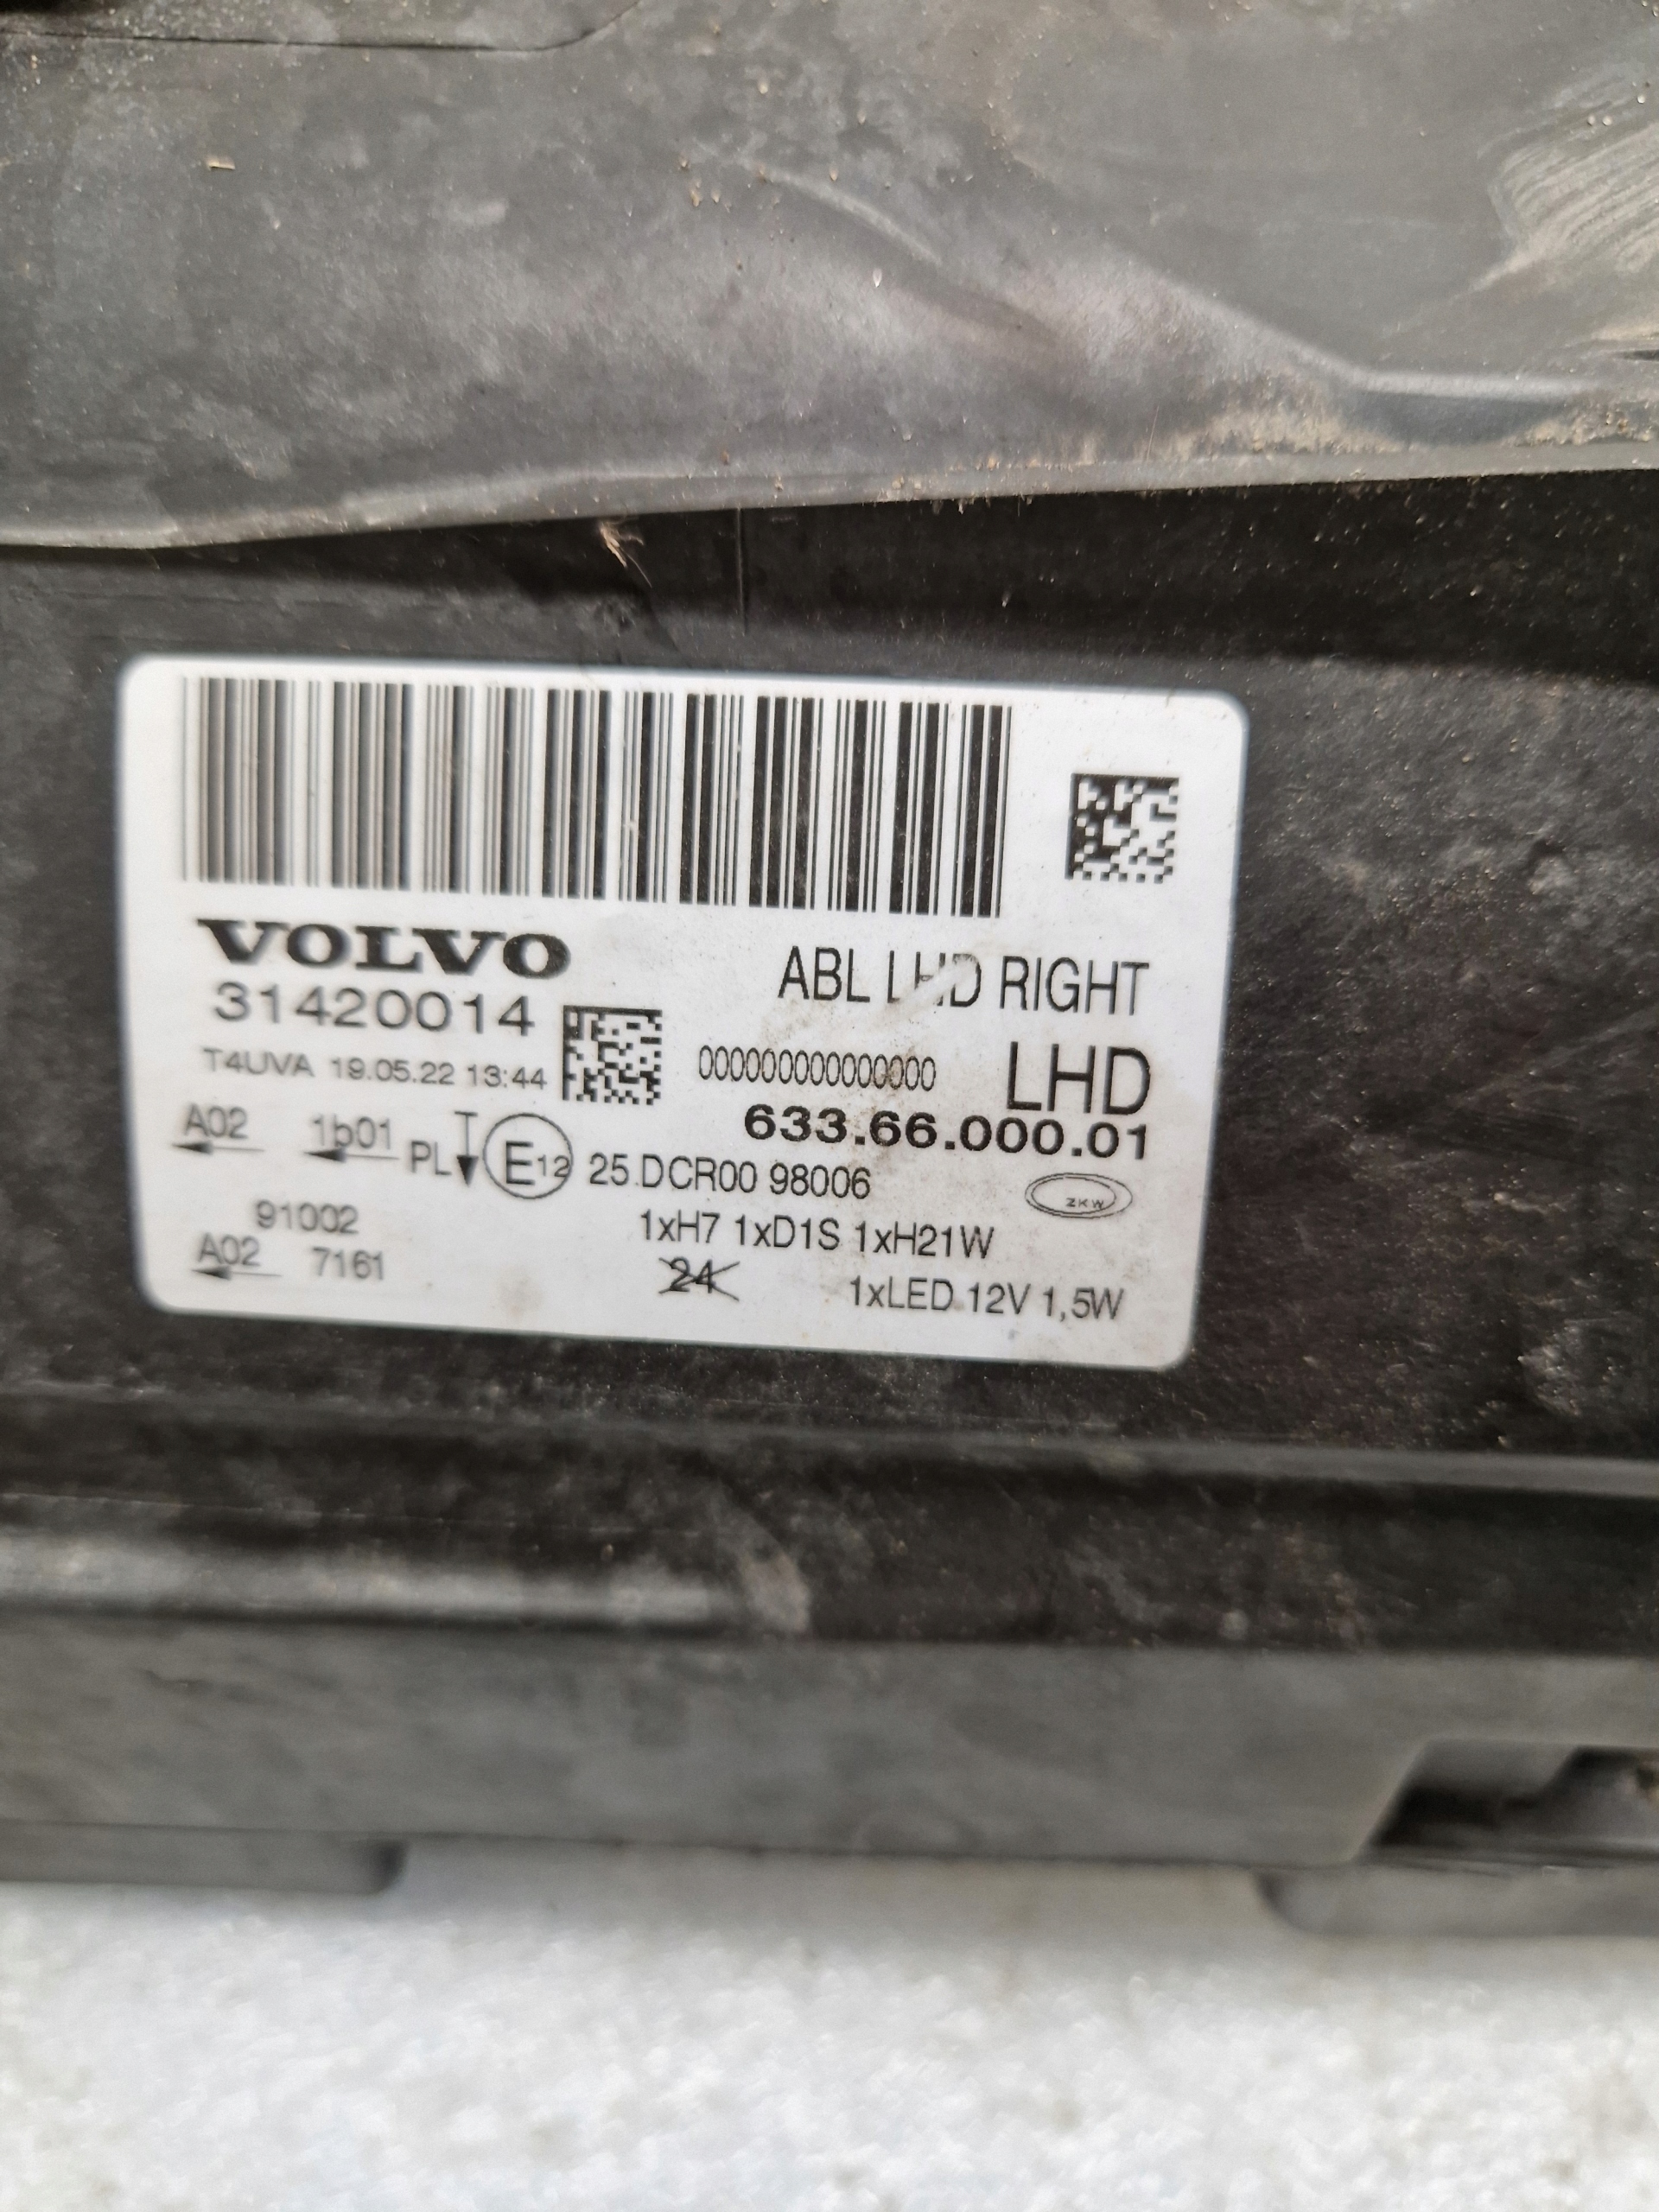 VOLVO
ABL LHD RIGHT
31420014
T4UVA 19.05.22 13:44
000000000000000 LHD
633.66.000.01
A02 1b01 PL E12 25 DCR00 98006
ZKW
91002
1xH7 1xD1S 1xH21W
A02 7161
24 1xLED 12V 1,5W